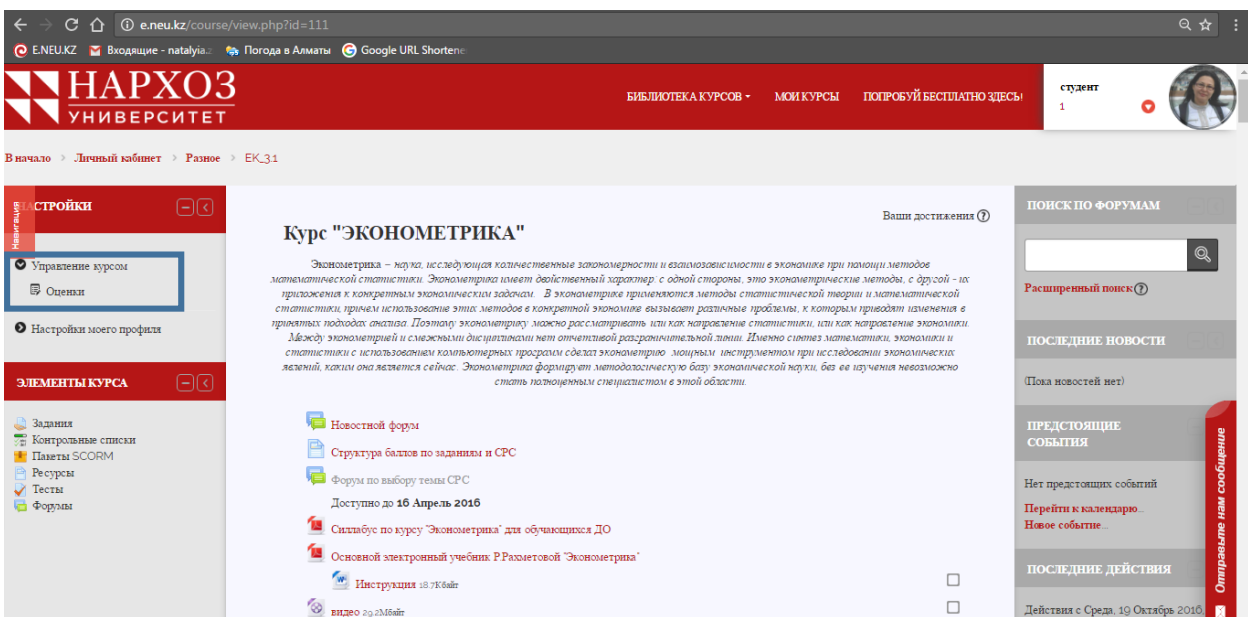 e.neu.kz/course/view.php?id=111
E.NEU.KZ Входящие - natalyia.z Погода в Алматы Google URL Shortene
НАРХОЗ
УНИВЕРСИТЕТ
БИБЛИОТЕКА КУРСОВ МОИ КУРСЫ ПОПРОБУЙ БЕСПЛАТНО ЗДЕСЬ!
студент
1
В начало Личный кабинет Разное EK_3.1
Навигация
НАСТРОЙКИ
Управление курсом
Оценки
Настройки моего профиля
ЭЛЕМЕНТЫ КУРСА
Задания
Контрольные списки
Пакеты SCORM
Ресурсы
Тесты
Форумы
Ваши достижения
Курс "ЭКОНОМЕТРИКА"
Эконометрика – наука, исследующая количественные закономерности и взаимозависимости в экономике при помощи методов
математической статистики. Эконометрика имеет двойственный характер: с одной стороны, это эконометрические методы, с другой - их
приложения к конкретным экономическим задачам. В эконометрике применяются методы статистической теории и математической
статистики, причем использование этих методов в конкретной экономике вызывает различные проблемы, к которым приводят изменения в
принятых подходах анализа. Поэтому эконометрику можно рассматривать или как направление статистики, или как направление экономики.
Между эконометрией и смежными дисциплинами нет отчетливой разграничительной линии. Именно синтез математики, экономики и
статистики с использованием компьютерных программ сделал эконометрию мощным инструментом при исследовании экономических
явлений, каким она является сейчас. Эконометрика формирует методологическую базу экономической науки, без ее изучения невозможно
стать полноценным специалистом в этой области.
Новостной форум
Структура баллов по заданиям и СРС
Форум по выбору темы СРС
Доступно до 16 Апрель 2016
Силлабус по курсу "Эконометрика" для обучающихся ДО
Основной электронный учебник Р.Рахметовой "Эконометрика"
Инструкция 18.7Кбайт
видео 29.2Мбайт
ПОИСК ПО ФОРУМАМ
Расширенный поиск
ПОСЛЕДНИЕ НОВОСТИ
(Пока новостей нет)
ПРЕДСТОЯЩИЕ
СОБЫТИЯ
Нет предстоящих событий
Перейти к календарю...
Новое событие...
ПОСЛЕДНИЕ ДЕЙСТВИЯ
Действия с Среда, 19 Октябрь 2016,
Отправьте нам сообщение